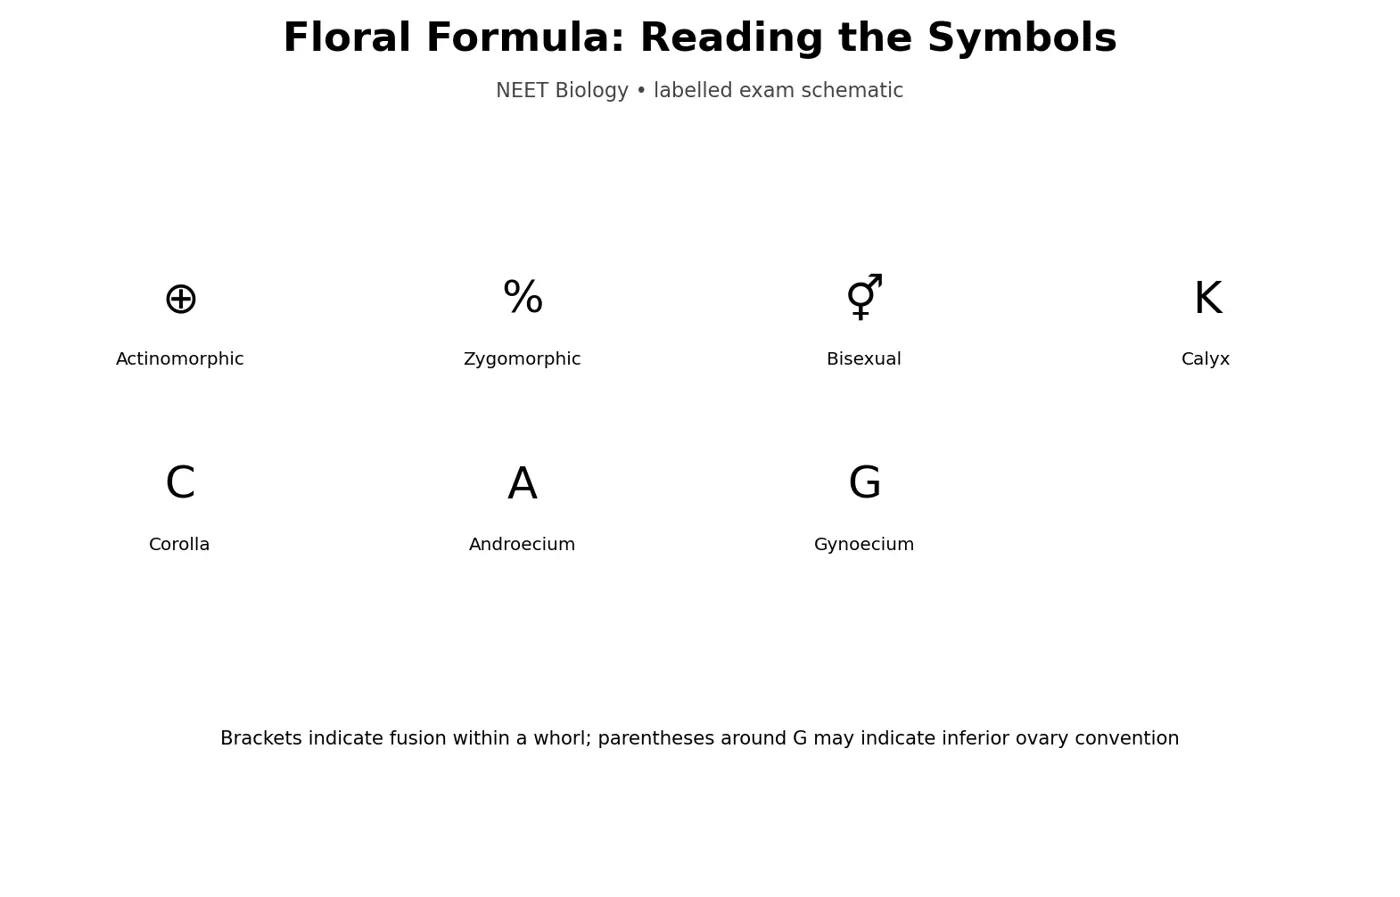 Floral Formula: Reading the Symbols
NEET Biology • labelled exam schematic
⊕ % ⚥ K
Actinomorphic Zygomorphic Bisexual Calyx
C A G
Corolla Androecium Gynoecium
Brackets indicate fusion within a whorl; parentheses around G may indicate inferior ovary convention